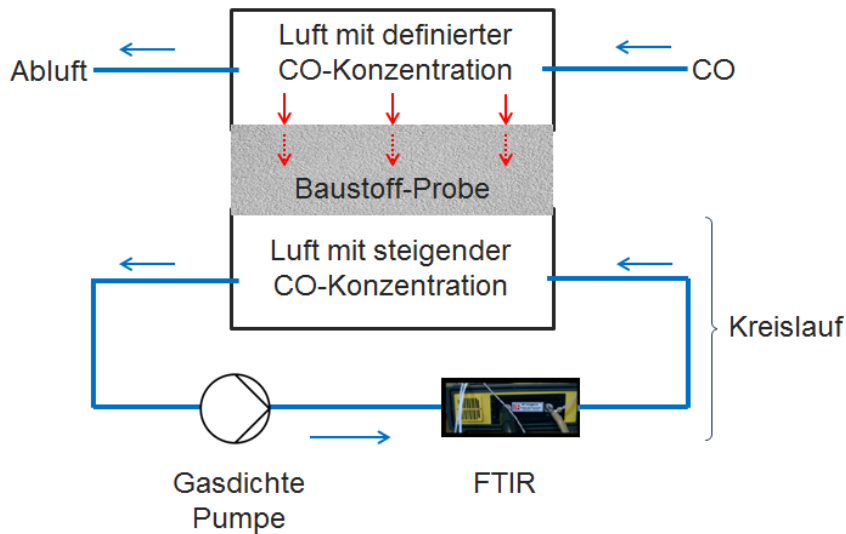 Luft mit definierter
CO-Konzentration
Abluft
CO
Baustoff-Probe
Luft mit steigender
CO-Konzentration
Kreislauf
Gasdichte
Pumpe
FTIR